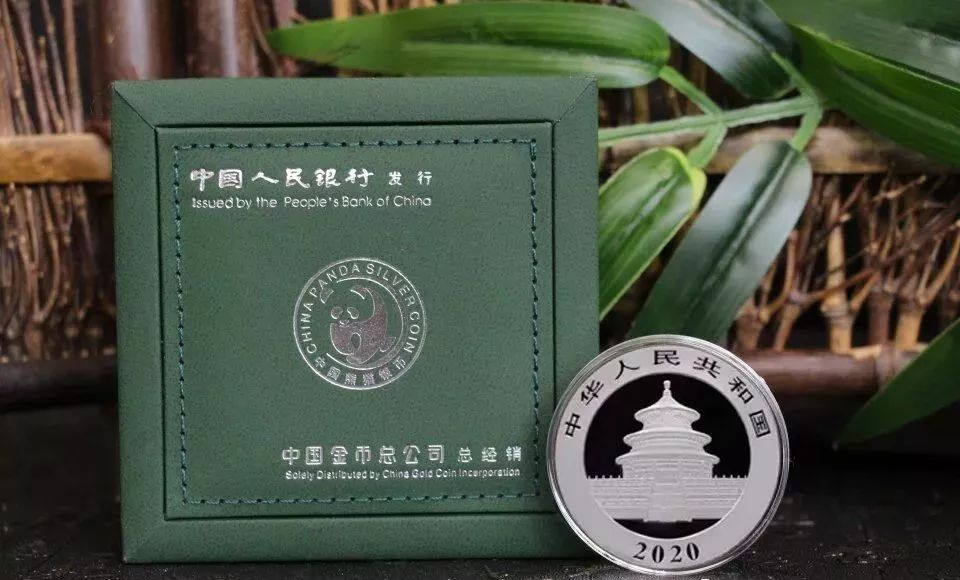 中国人民银行 发行
Issued by the People's Bank of China
CHINA PANDA SILVER COIN
中国熊猫银币
中国金币总公司 总经销
Solely Distributed by China Gold Coin Incorporation
中华人民共和国
2020